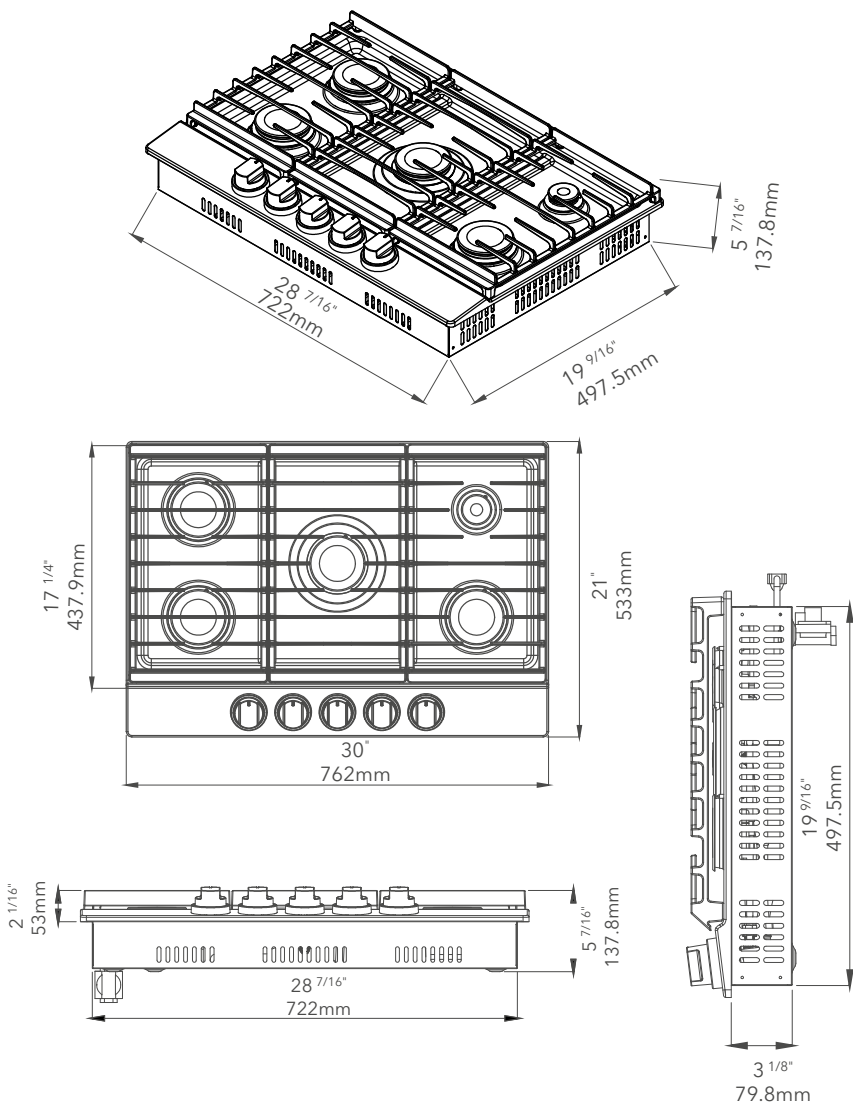 5 7/16"
137.8mm
28 7/16"
722mm
19 9/16"
497.5mm
17 1/4"
437.9mm
21"
533mm
30"
762mm
19 9/16"
497.5mm
2 1/16"
53mm
5 7/16"
137.8mm
28 7/16"
722mm
3 1/8"
79.8mm